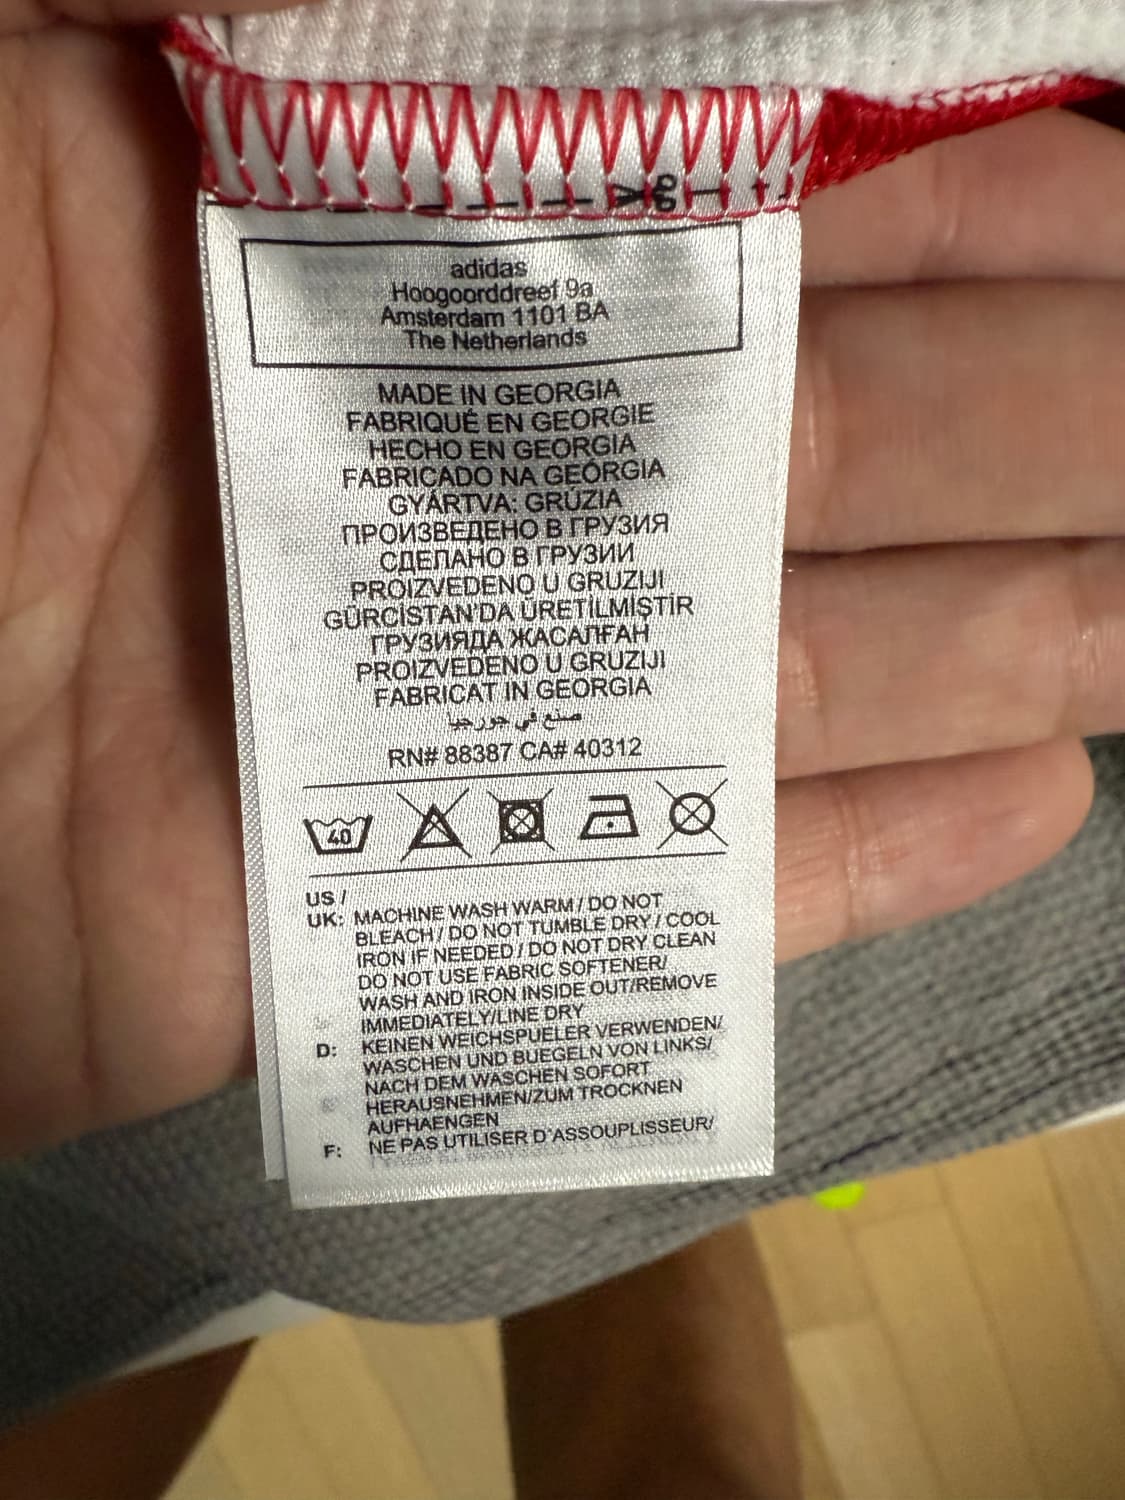 adidas
Hoogoorddreef 9a
Amsterdam 1101 BA
The Netherlands
MADE IN GEORGIA
FABRIQUÉ EN GEORGIE
HECHO EN GEORGIA
FABRICADO NA GEÓRGIA
GYÁRTVA: GRÚZIA
ПРОИЗВЕДЕНО В ГРУЗИЯ
СДЕЛАНО В ГРУЗИИ
PROIZVEDENO U GRUZIJI
GÜRCİSTAN'DA ÜRETİLMİŞTİR
ГРУЗИЯДА ЖАСАЛҒАН
PROIZVEDENO U GRUZIJI
FABRICAT IN GEORGIA
صنع في جورجيا
RN# 88387 CA# 40312
40
US /
UK: MACHINE WASH WARM / DO NOT
BLEACH / DO NOT TUMBLE DRY / COOL
IRON IF NEEDED / DO NOT DRY CLEAN
DO NOT USE FABRIC SOFTENER/
WASH AND IRON INSIDE OUT/REMOVE
IMMEDIATELY/LINE DRY
D: KEINEN WEICHSPUELER VERWENDEN/
WASCHEN UND BUEGELN VON LINKS/
NACH DEM WASCHEN SOFORT
HERAUSNEHMEN/ZUM TROCKNEN
AUFHAENGEN
F: NE PAS UTILISER D'ASSOUPLISSEUR/